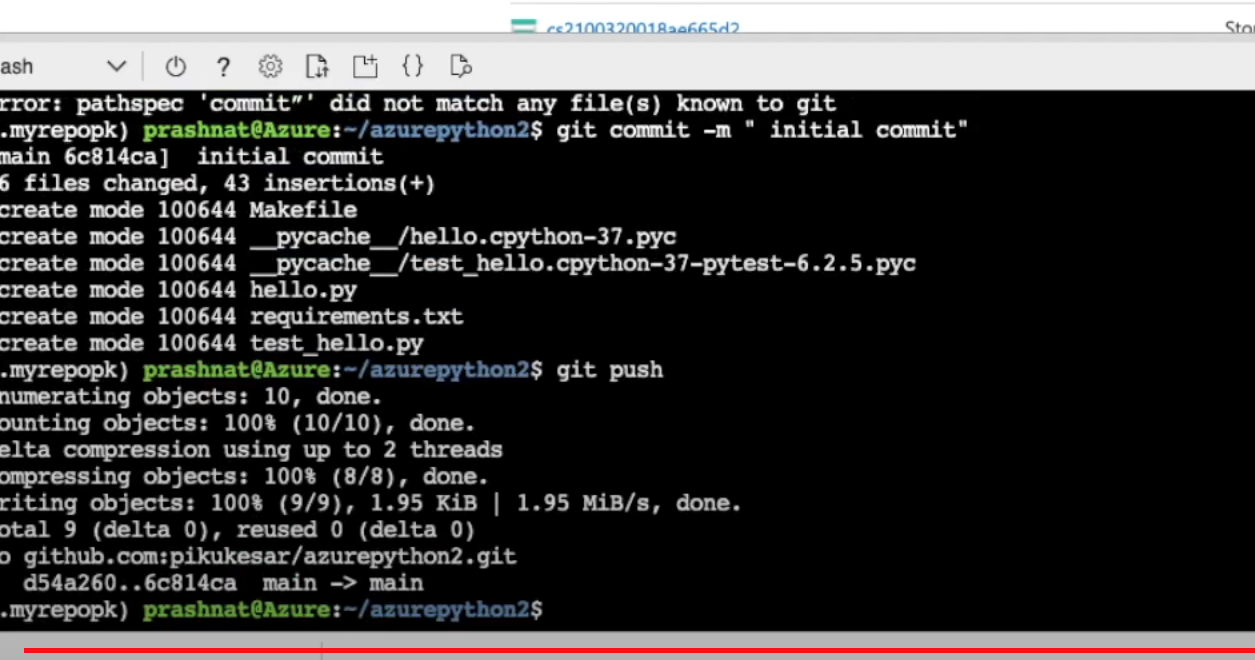 cs2100320018ae665d2
Stor
ash
rror: pathspec 'commit”' did not match any file(s) known to git
.myrepopk) prashnat@Azure:~/azurepython2$ git commit -m " initial commit"
main 6c814ca]  initial commit
6 files changed, 43 insertions(+)
create mode 100644 Makefile
create mode 100644 __pycache__/hello.cpython-37.pyc
create mode 100644 __pycache__/test_hello.cpython-37-pytest-6.2.5.pyc
create mode 100644 hello.py
create mode 100644 requirements.txt
create mode 100644 test_hello.py
.myrepopk) prashnat@Azure:~/azurepython2$ git push
numerating objects: 10, done.
ounting objects: 100% (10/10), done.
elta compression using up to 2 threads
ompressing objects: 100% (8/8), done.
riting objects: 100% (9/9), 1.95 KiB | 1.95 MiB/s, done.
otal 9 (delta 0), reused 0 (delta 0)
o github.com:pikukesar/azurepython2.git
d54a260..6c814ca  main -> main
.myrepopk) prashnat@Azure:~/azurepython2$